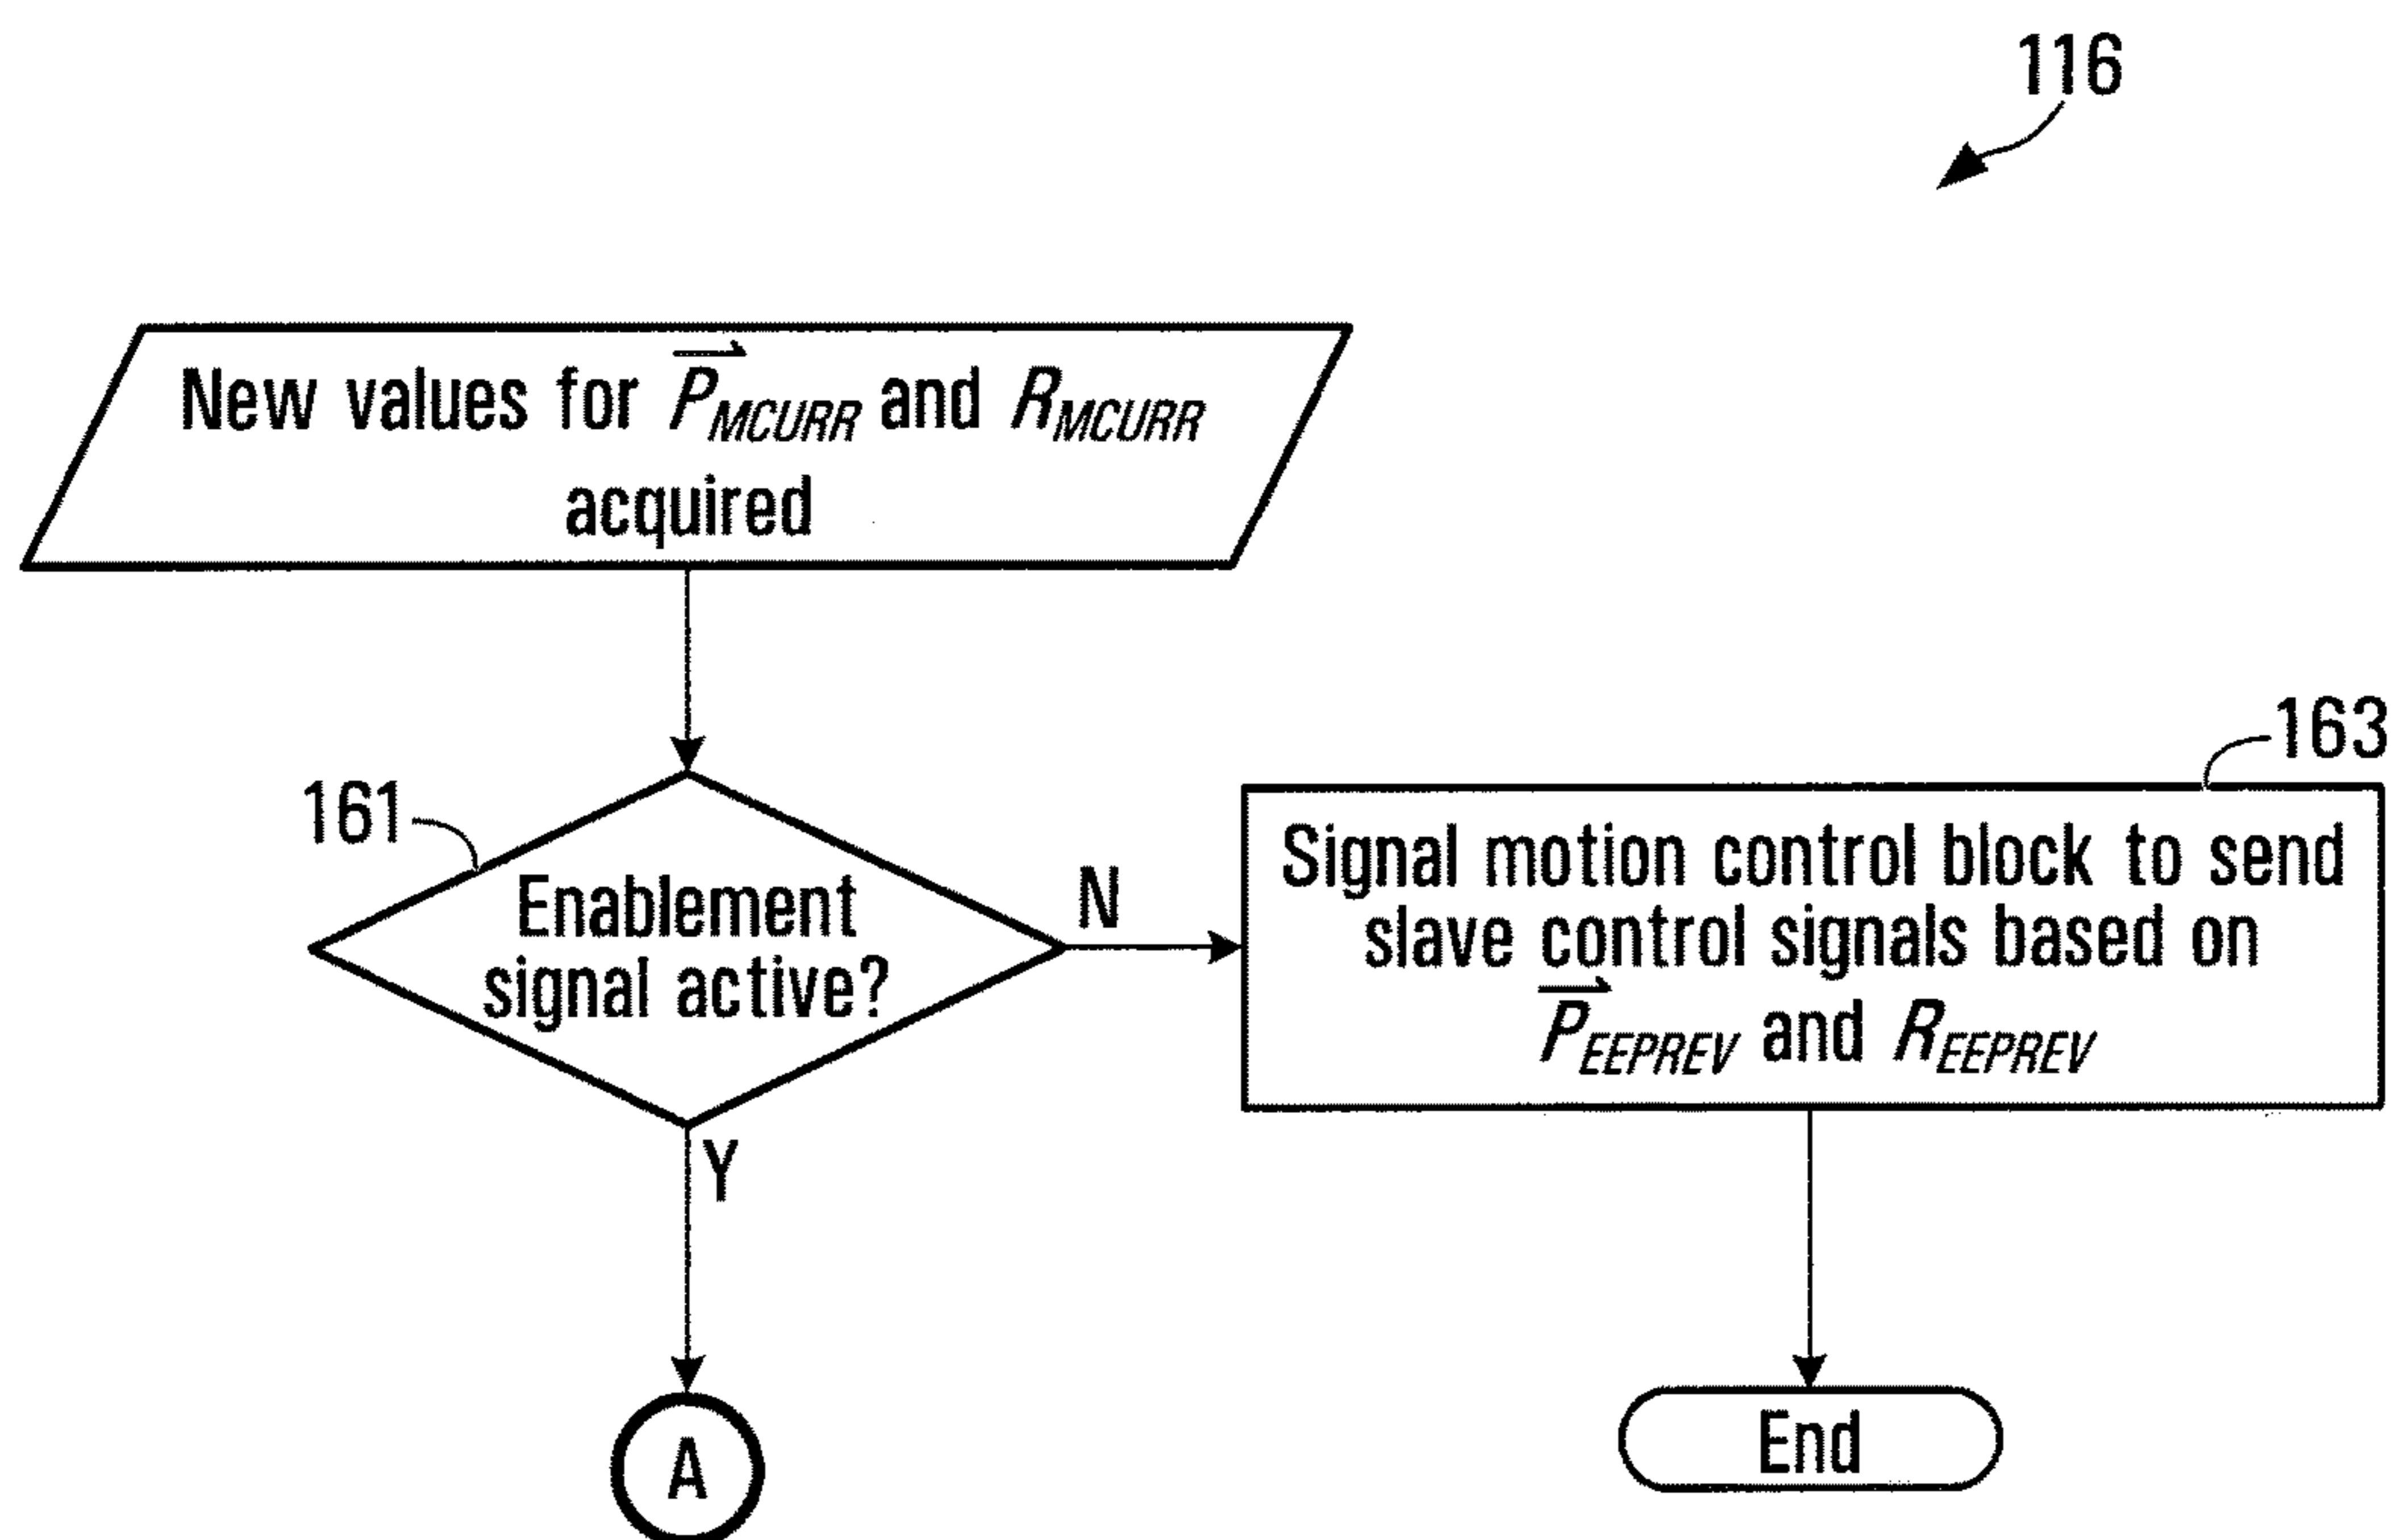 116
New values for P⃗MCURR and RMCURR
acquired
161
Enablement
signal active?
N
163
Signal motion control block to send
slave control signals based on
P⃗EEPREV and REEPREV
Y
A
End